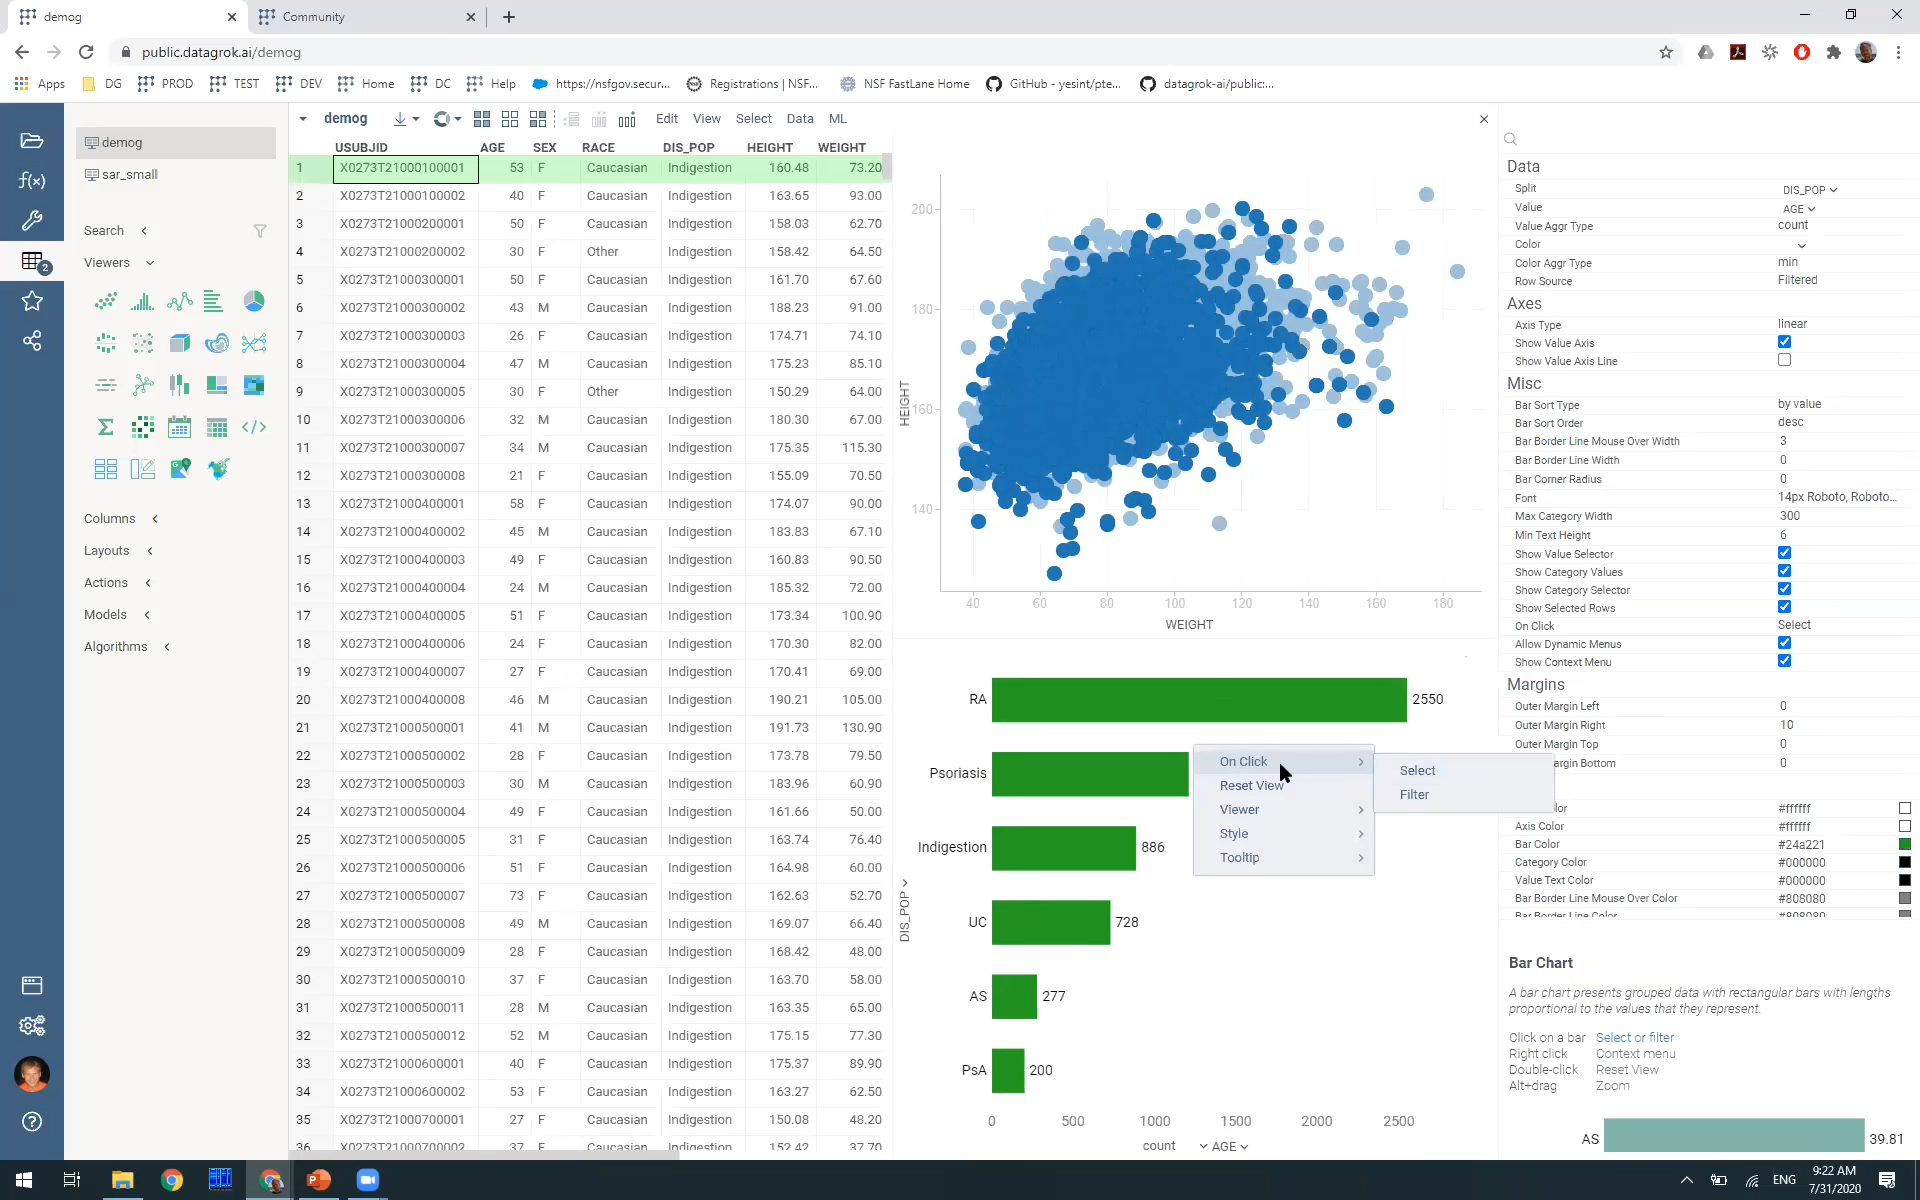 demog
Community
public.datagrok.ai/demog
Apps DG PROD TEST DEV Home DC Help https://nsfgov.secur... Registrations | NSF... NSF FastLane Home GitHub - yesint/pte... datagrok-ai/public:...
demog Edit View Select Data ML
demog
sar_small
Search
Viewers
2
Columns
Layouts
Actions
Models
Algorithms
USUBJID AGE SEX RACE DIS_POP HEIGHT WEIGHT
1 X0273T21000100001 53 F Caucasian Indigestion 160.48 73.20
2 X0273T21000100002 40 F Caucasian Indigestion 163.65 93.00
3 X0273T21000200001 50 F Caucasian Indigestion 158.03 62.70
4 X0273T21000200002 30 F Other Indigestion 158.42 64.50
5 X0273T21000300001 50 F Caucasian Indigestion 161.70 67.60
6 X0273T21000300002 43 M Caucasian Indigestion 188.23 91.00
7 X0273T21000300003 26 F Caucasian Indigestion 174.71 74.10
8 X0273T21000300004 47 M Caucasian Indigestion 175.23 85.10
9 X0273T21000300005 30 F Other Indigestion 150.29 64.00
10 X0273T21000300006 32 M Caucasian Indigestion 180.30 67.00
11 X0273T21000300007 34 M Caucasian Indigestion 175.35 115.30
12 X0273T21000300008 21 F Caucasian Indigestion 155.09 70.50
13 X0273T21000400001 58 F Caucasian Indigestion 174.07 90.00
14 X0273T21000400002 45 M Caucasian Indigestion 183.83 67.10
15 X0273T21000400003 49 F Caucasian Indigestion 160.83 90.50
16 X0273T21000400004 24 M Caucasian Indigestion 185.32 72.00
17 X0273T21000400005 51 F Caucasian Indigestion 173.34 100.90
18 X0273T21000400006 24 F Caucasian Indigestion 170.30 82.00
19 X0273T21000400007 27 F Caucasian Indigestion 170.41 69.00
20 X0273T21000400008 46 M Caucasian Indigestion 190.21 105.00
21 X0273T21000500001 41 M Caucasian Indigestion 191.73 130.90
22 X0273T21000500002 28 F Caucasian Indigestion 173.78 79.50
23 X0273T21000500003 30 M Caucasian Indigestion 183.96 60.90
24 X0273T21000500004 49 F Caucasian Indigestion 161.66 50.00
25 X0273T21000500005 31 F Caucasian Indigestion 163.74 76.40
26 X0273T21000500006 51 F Caucasian Indigestion 164.98 60.00
27 X0273T21000500007 73 F Caucasian Indigestion 162.63 52.70
28 X0273T21000500008 49 M Caucasian Indigestion 169.07 66.40
29 X0273T21000500009 28 F Caucasian Indigestion 168.42 48.00
30 X0273T21000500010 37 F Caucasian Indigestion 163.70 58.00
31 X0273T21000500011 28 M Caucasian Indigestion 163.35 65.00
32 X0273T21000500012 52 M Caucasian Indigestion 175.15 77.30
33 X0273T21000600001 40 F Caucasian Indigestion 175.37 89.90
34 X0273T21000600002 53 F Caucasian Indigestion 163.27 62.50
35 X0273T21000700001 27 F Caucasian Indigestion 150.08 48.20
36 X0273T21000700002 37 F Caucasian Indigestion 152.42 37.70
200
180
160
140
HEIGHT
40 60 80 100 120 140 160 180
WEIGHT
RA 2550
Psoriasis
Indigestion 886
UC 728
AS 277
PsA 200
DIS_POP
0 500 1000 1500 2000 2500
count AGE
On Click
Reset View
Viewer
Style
Tooltip
Select
Filter
Data
Split DIS_POP
Value AGE
Value Aggr Type count
Color
Color Aggr Type min
Row Source Filtered
Axes
Axis Type linear
Show Value Axis
Show Value Axis Line
Misc
Bar Sort Type by value
Bar Sort Order desc
Bar Border Line Mouse Over Width 3
Bar Border Line Width 0
Bar Corner Radius 0
Font 14px Roboto, Roboto...
Max Category Width 300
Min Text Height 6
Show Value Selector
Show Category Values
Show Category Selector
Show Selected Rows
On Click Select
Allow Dynamic Menus
Show Context Menu
Margins
Outer Margin Left 0
Outer Margin Right 10
Outer Margin Top 0
argin Bottom 0
lor #ffffff
Axis Color #ffffff
Bar Color #24a221
Category Color #000000
Value Text Color #000000
Bar Border Line Mouse Over Color #808080
Bar Border Line Color #808080
Bar Chart
A bar chart presents grouped data with rectangular bars with lengths
proportional to the values that they represent.
Click on a bar Select or filter
Right click Context menu
Double-click Reset View
Alt+drag Zoom
AS 39.81
ENG
9:22 AM
7/31/2020